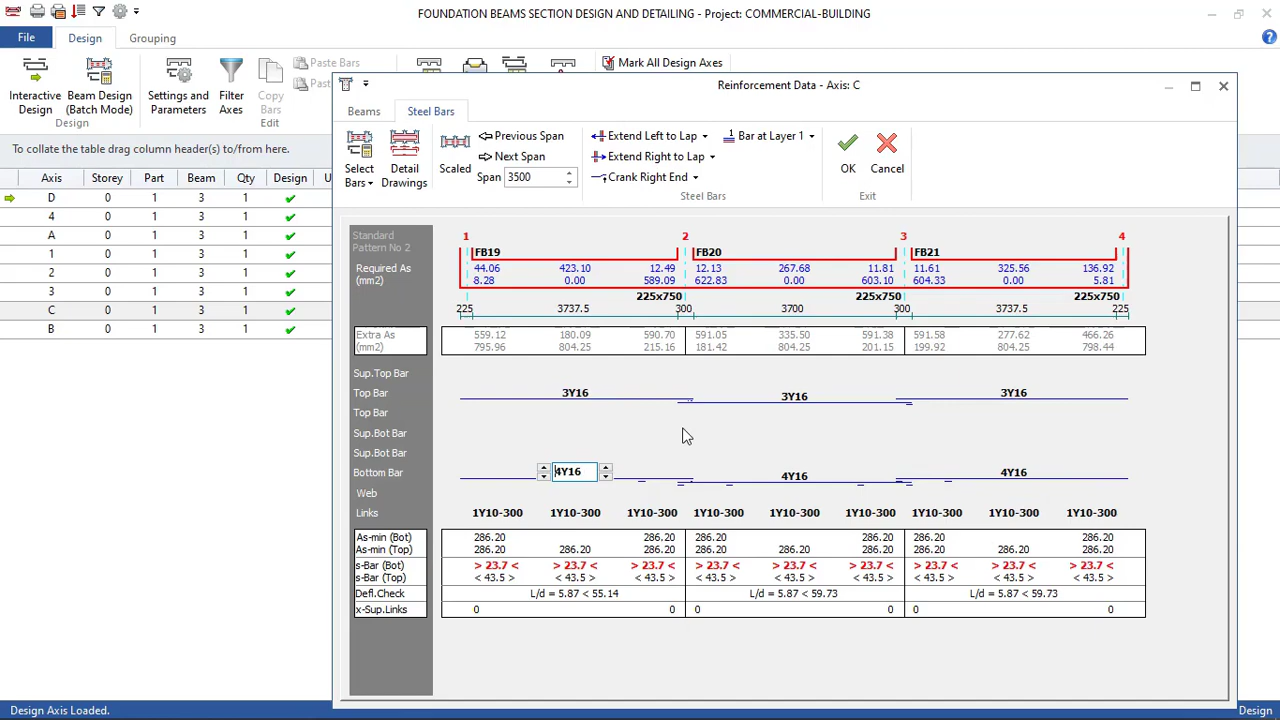 FOUNDATION BEAMS SECTION DESIGN AND DETAILING - Project: COMMERCIAL-BUILDING
File Design Grouping
Interactive Design
Beam Design (Batch Mode)
Settings and Parameters
Filter Axes
Copy Bars
Paste Bars
Mark All Design Axes
Design Edit
To collate the table drag column header(s) to/from here.
Axis Storey Part Beam Qty Design
D 0 1 3 1
4 0 1 3 1
A 0 1 3 1
1 0 1 3 1
2 0 1 3 1
3 0 1 3 1
C 0 1 3 1
B 0 1 3 1
Reinforcement Data - Axis: C
Beams Steel Bars
Select Bars
Detail Drawings
Scaled
Previous Span
Next Span
Span 3500
Extend Left to Lap
Extend Right to Lap
Crank Right End
Bar at Layer 1
OK
Cancel
Steel Bars Exit
Standard
Pattern No 2
1 2 3 4
FB19 FB20 FB21
Required As
(mm2)
44.06 423.10 12.49 12.13 267.68 11.81 11.61 325.56 136.92
8.28 0.00 589.09 622.83 0.00 603.10 604.33 0.00 5.81
225x750 225x750 225x750
225 3737.5 300 3700 300 3737.5 225
Extra As
(mm2)
559.12 180.09 590.70 591.05 335.50 591.38 591.58 277.62 466.26
795.96 804.25 215.16 181.42 804.25 201.15 199.92 804.25 798.44
Sup.Top Bar
Top Bar 3Y16 3Y16 3Y16
Top Bar
Sup.Bot Bar
Sup.Bot Bar
Bottom Bar 4Y16 4Y16 4Y16
Web
Links 1Y10-300 1Y10-300 1Y10-300 1Y10-300 1Y10-300 1Y10-300 1Y10-300 1Y10-300 1Y10-300
As-min (Bot) 286.20 286.20 286.20 286.20 286.20 286.20
As-min (Top) 286.20 286.20 286.20 286.20 286.20 286.20 286.20 286.20 286.20
s-Bar (Bot) > 23.7 < > 23.7 < > 23.7 < > 23.7 < > 23.7 < > 23.7 < > 23.7 < > 23.7 < > 23.7 <
s-Bar (Top) < 43.5 > < 43.5 > < 43.5 > < 43.5 > < 43.5 > < 43.5 > < 43.5 > < 43.5 > < 43.5 >
Defl.Check L/d = 5.87 < 55.14 L/d = 5.87 < 59.73 L/d = 5.87 < 59.73
x-Sup.Links 0 0 0 0 0 0
Design Axis Loaded. Design